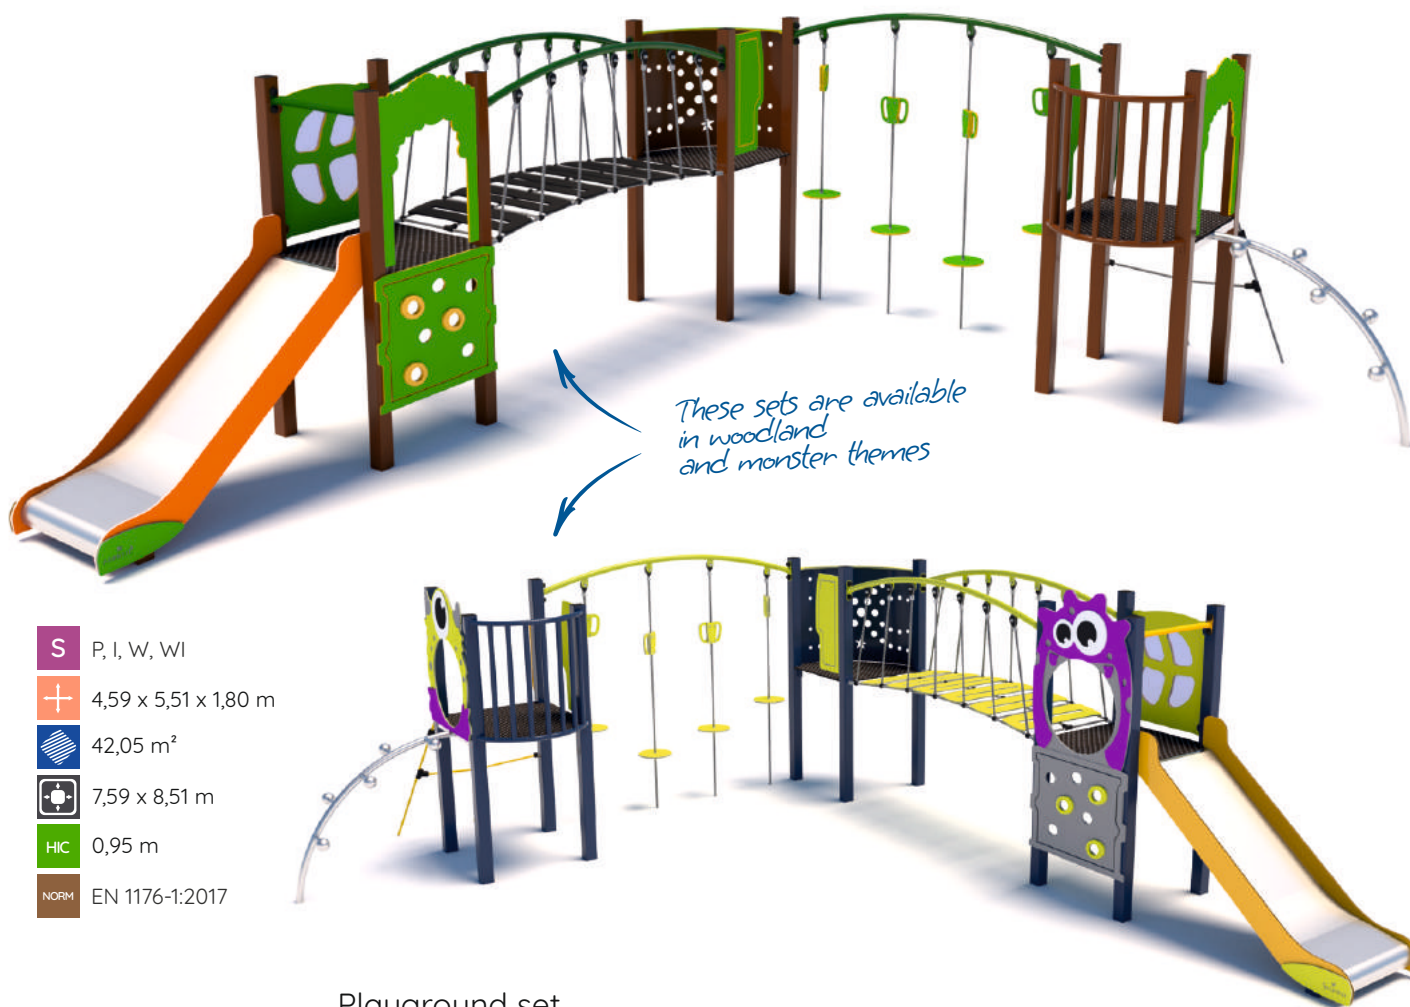 These sets are available
in woodland
and monster themes
S P, I, W, WI
4,59 x 5,51 x 1,80 m
42,05 m²
7,59 x 8,51 m
HIC 0,95 m
NORM EN 1176-1:2017
Playground set